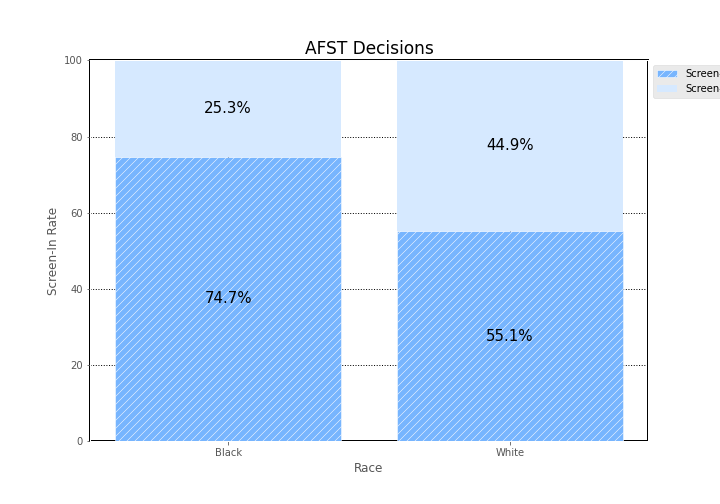 AFST Decisions
100
80
60
40
20
0
Screen-In Rate
25.3%
44.9%
74.7%
55.1%
Black
White
Race
Screen
Screen